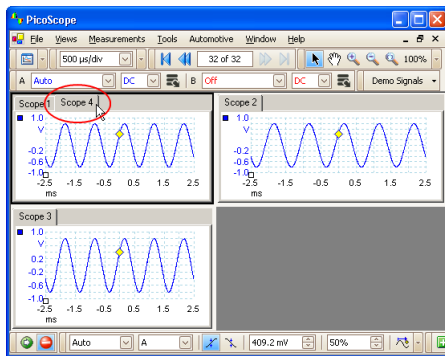 PicoScope
File Views Measurements Tools Automotive Window Help
500 µs/div 32 of 32 100%
A Auto DC B Off DC Demo Signals
Scope 1 Scope 4
1.0
V
-0.2
-0.6
-1.0
-2.5 -1.5 -0.5 0.5 1.5 2.5
ms
Scope 2
1.0
V
-0.2
-0.6
-1.0
-2.5 -1.5 -0.5 0.5 1.5 2.5
ms
Scope 3
1.0
V
0.2
-0.2
-0.6
-1.0
-2.5 -1.5 -0.5 0.5 1.5 2.5
ms
Auto A 409.2 mV 50%